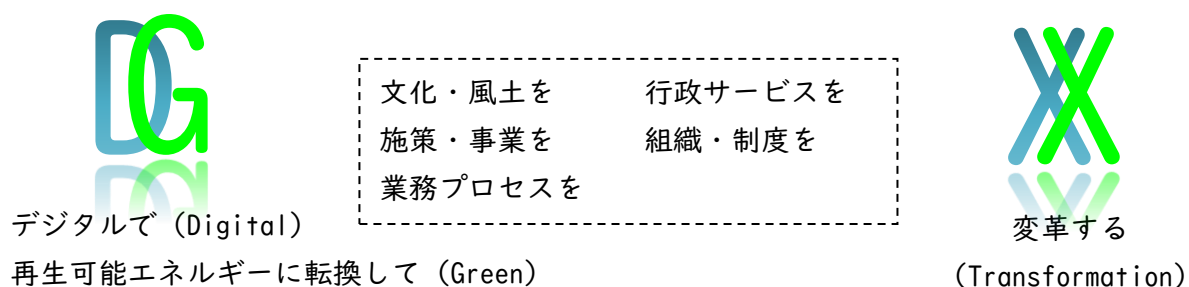 DG
XX
文化・風土を 行政サービスを
施策・事業を 組織・制度を
業務プロセスを
デジタルで（Digital）
再生可能エネルギーに転換して（Green）
変革する
（Transformation）